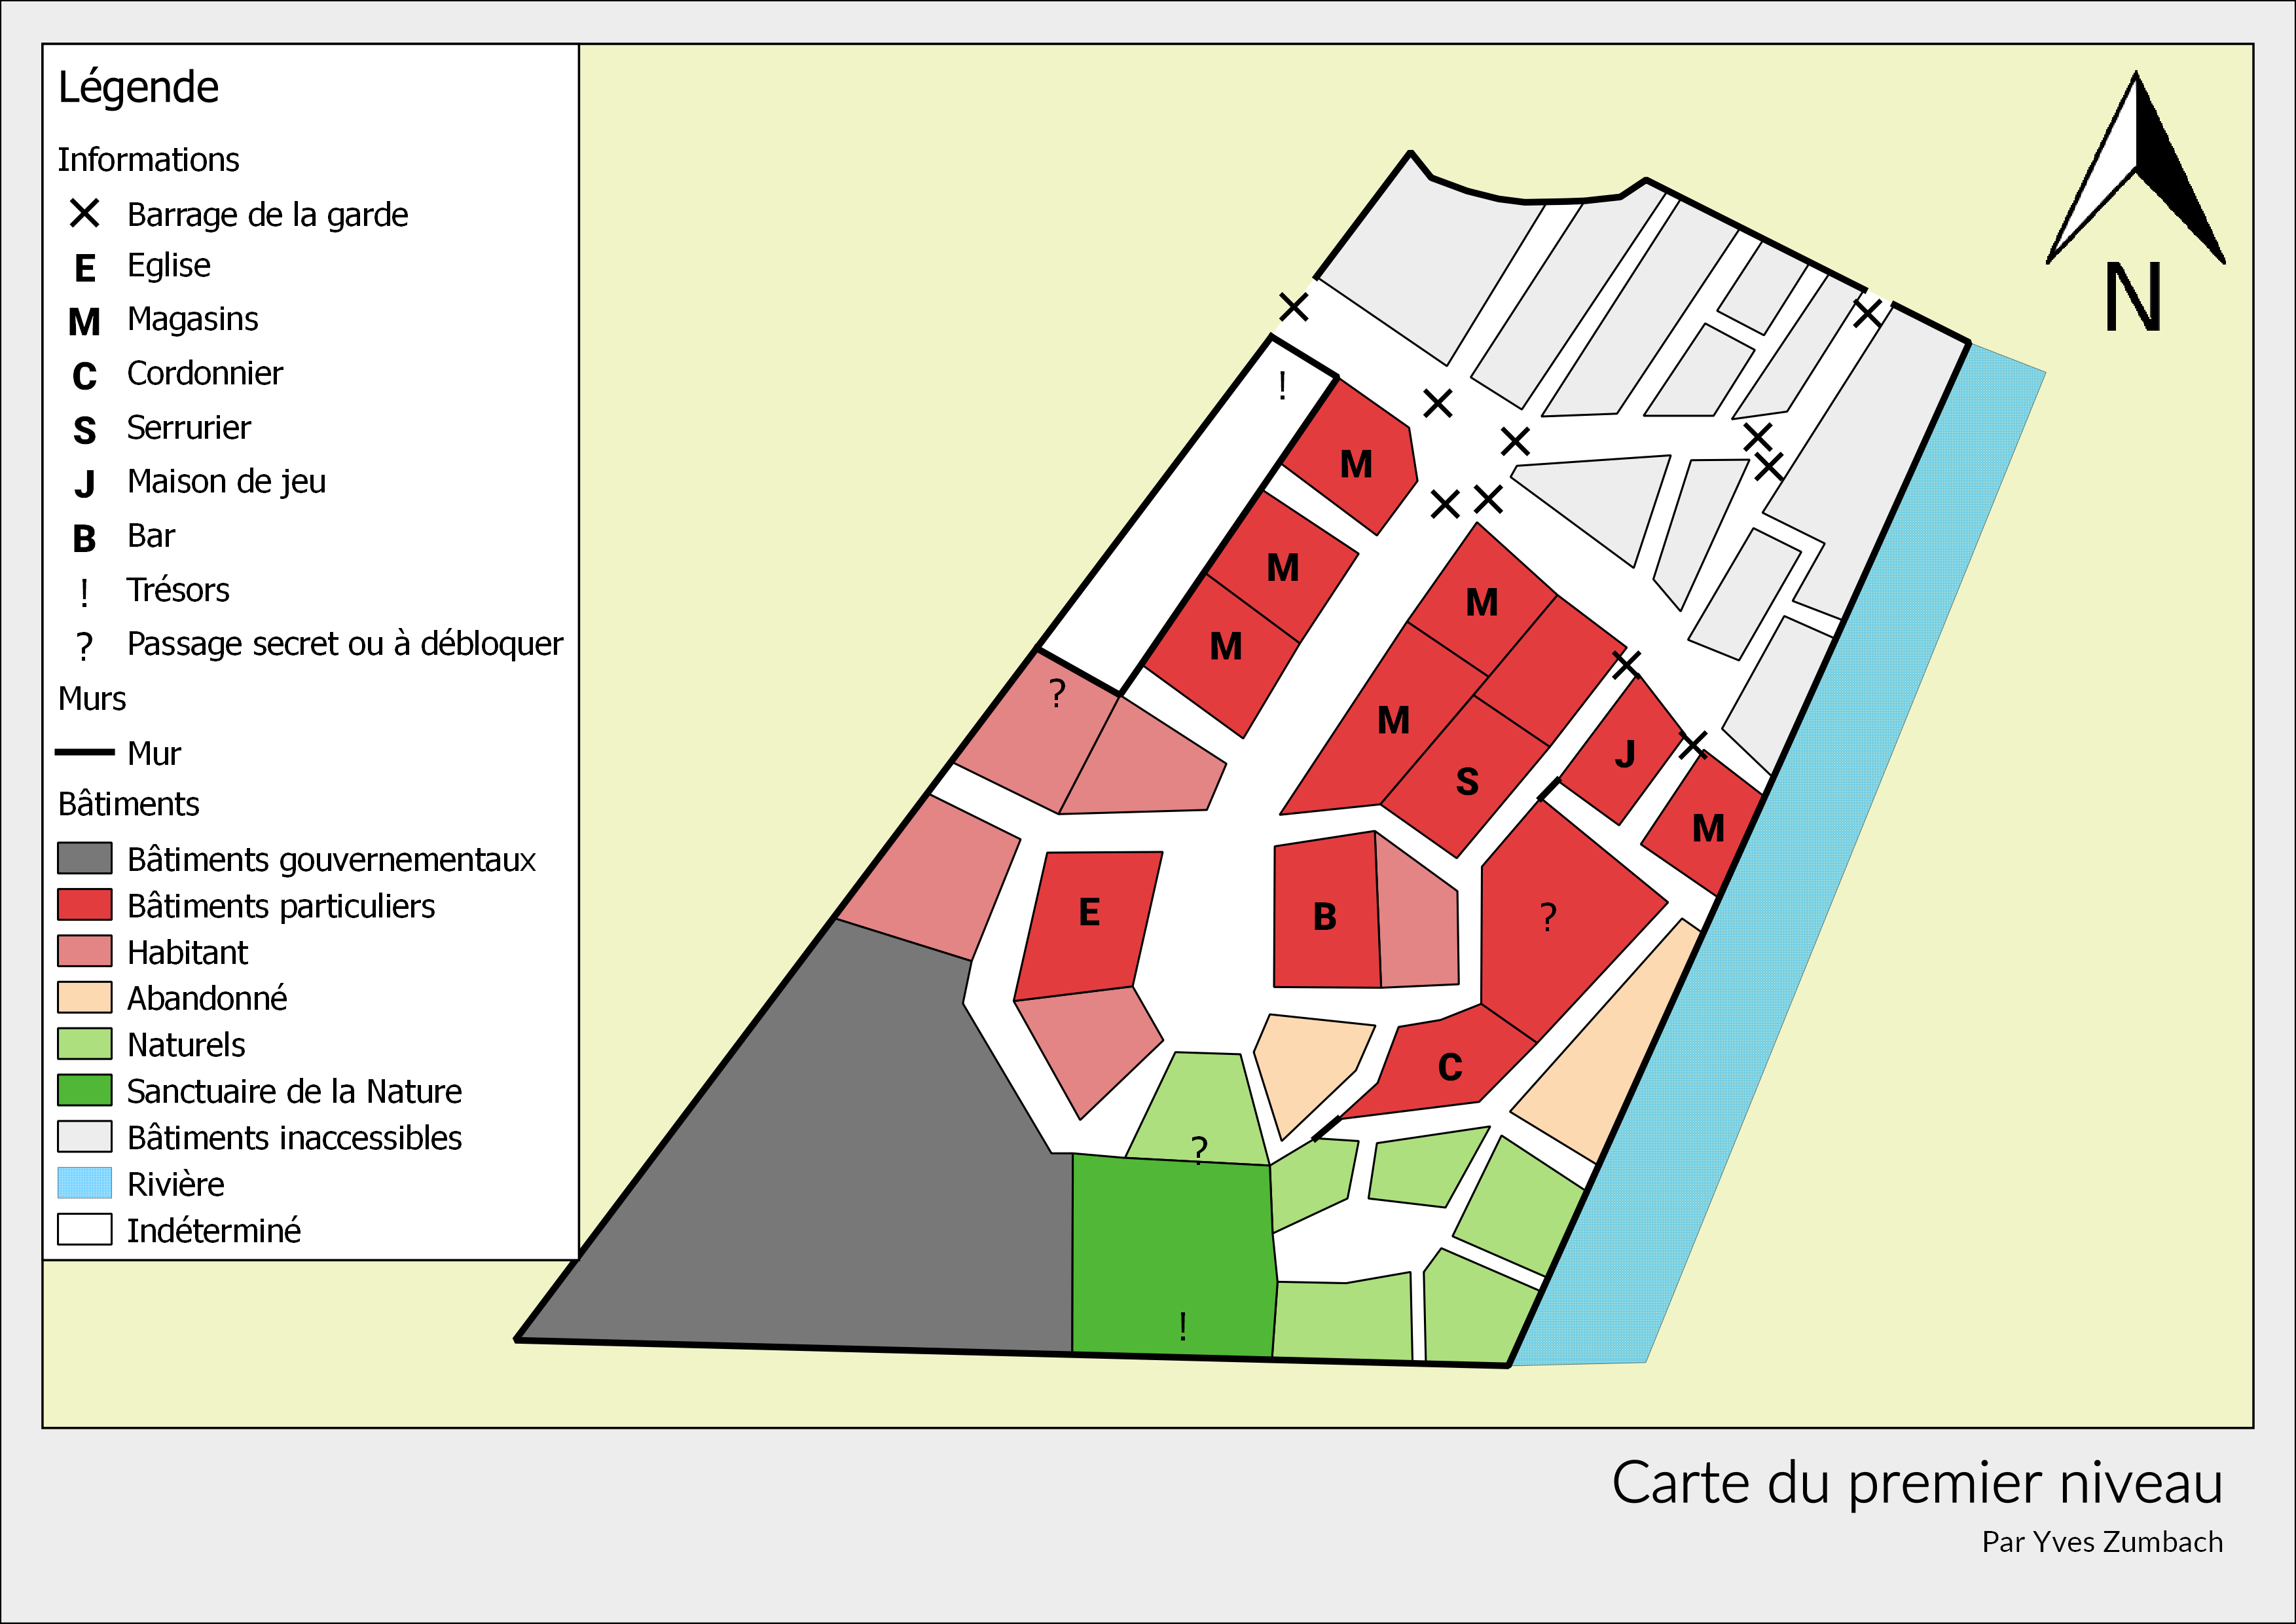 Légende
Informations
Barrage de la garde
E Eglise
M Magasins
C Cordonnier
S Serrurier
J Maison de jeu
B Bar
! Trésors
? Passage secret ou à débloquer
Murs
Mur
Bâtiments
Bâtiments gouvernementaux
Bâtiments particuliers
Habitant
Abandonné
Naturels
Sanctuaire de la Nature
Bâtiments inaccessibles
Rivière
Indéterminé
N
!
M
M
M
M
?
M
S
J
M
E
B
?
C
?
!
Carte du premier niveau
Par Yves Zumbach